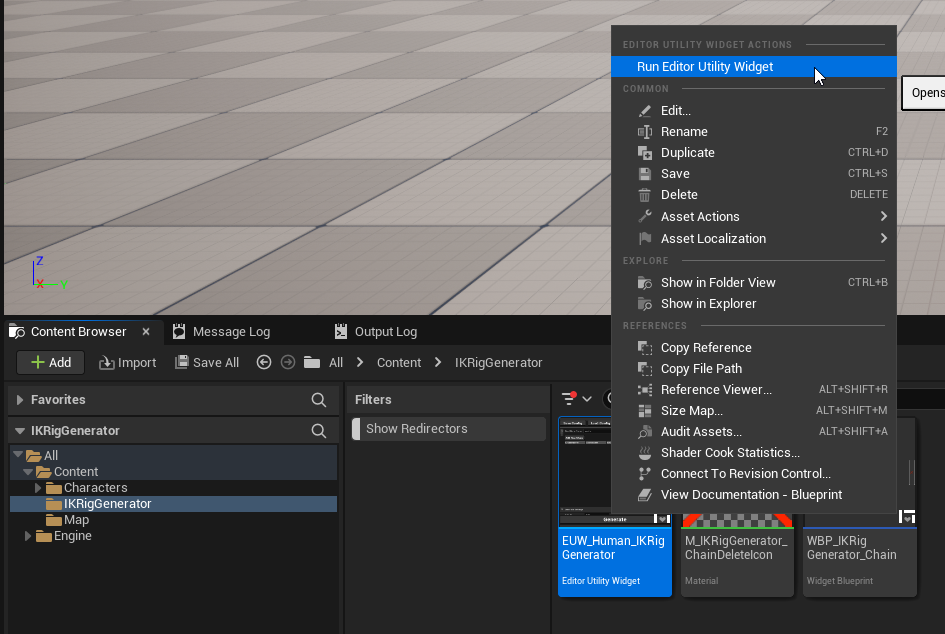 EDITOR UTILITY WIDGET ACTIONS
Run Editor Utility Widget
Opens
COMMON
Edit...
Rename F2
Duplicate CTRL+D
Save CTRL+S
Delete DELETE
Asset Actions
Asset Localization
EXPLORE
Show in Folder View CTRL+B
Show in Explorer
REFERENCES
Copy Reference
Copy File Path
Reference Viewer... ALT+SHIFT+R
Size Map... ALT+SHIFT+M
Audit Assets... ALT+SHIFT+A
Shader Cook Statistics...
Connect To Revision Control...
View Documentation - Blueprint
Z
X Y
Content Browser Message Log Output Log
Add Import Save All All Content IKRigGenerator
Favorites
IKRigGenerator
All
Content
Characters
IKRigGenerator
Map
Engine
Filters
Show Redirectors
Generate
EUW_Human_IKRig
Generator
Editor Utility Widget
M_IKRigGenerator_
ChainDeleteIcon
Material
WBP_IKRig
Generator_Chain
Widget Blueprint